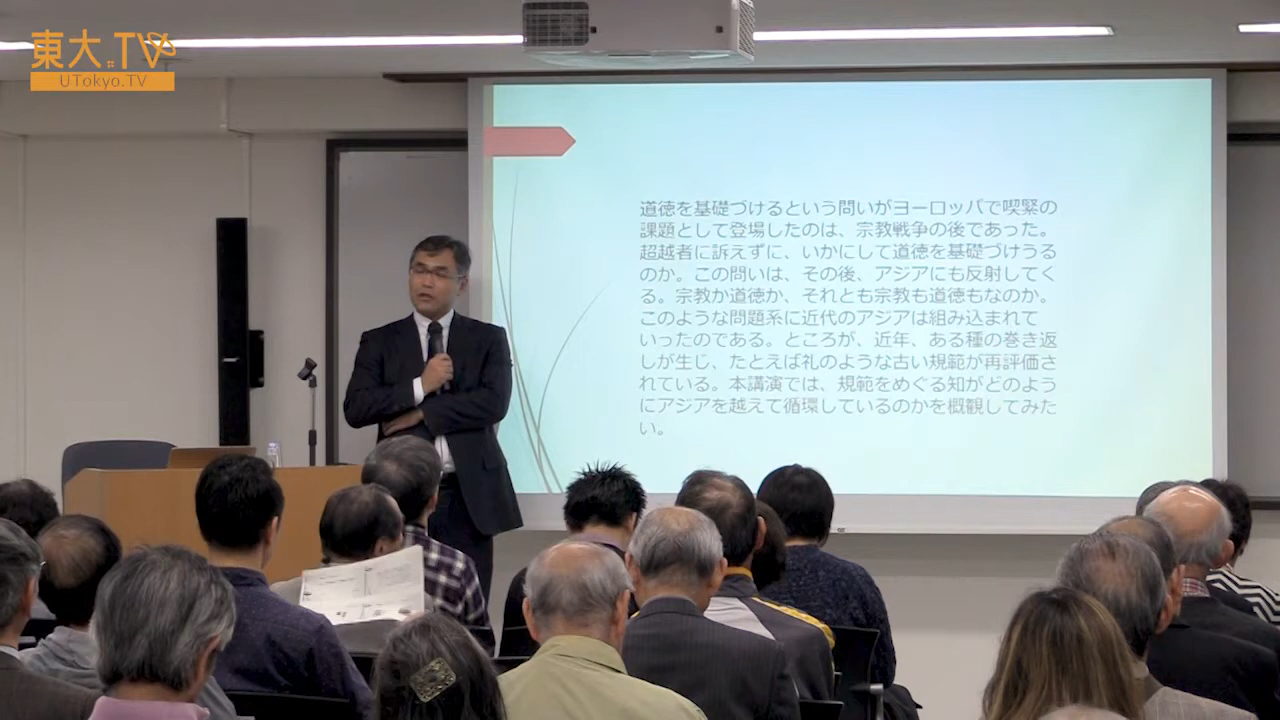 東大.TV
UTokyo.TV
道徳を基礎づけるという問いがヨーロッパで喫緊の
課題として登場したのは、宗教戦争の後であった。
超越者に訴えずに、いかにして道徳を基礎づけうる
のか。この問いは、その後、アジアにも反射してく
る。宗教か道徳か、それとも宗教も道徳もなのか。
このような問題系に近代のアジアは組み込まれて
いったのである。ところが、近年、ある種の巻き返
しが生じ、たとえば礼のような古い規範が再評価さ
れている。本講演では、規範をめぐる知がどのよう
にアジアを越えて循環しているのかを概観してみた
い。